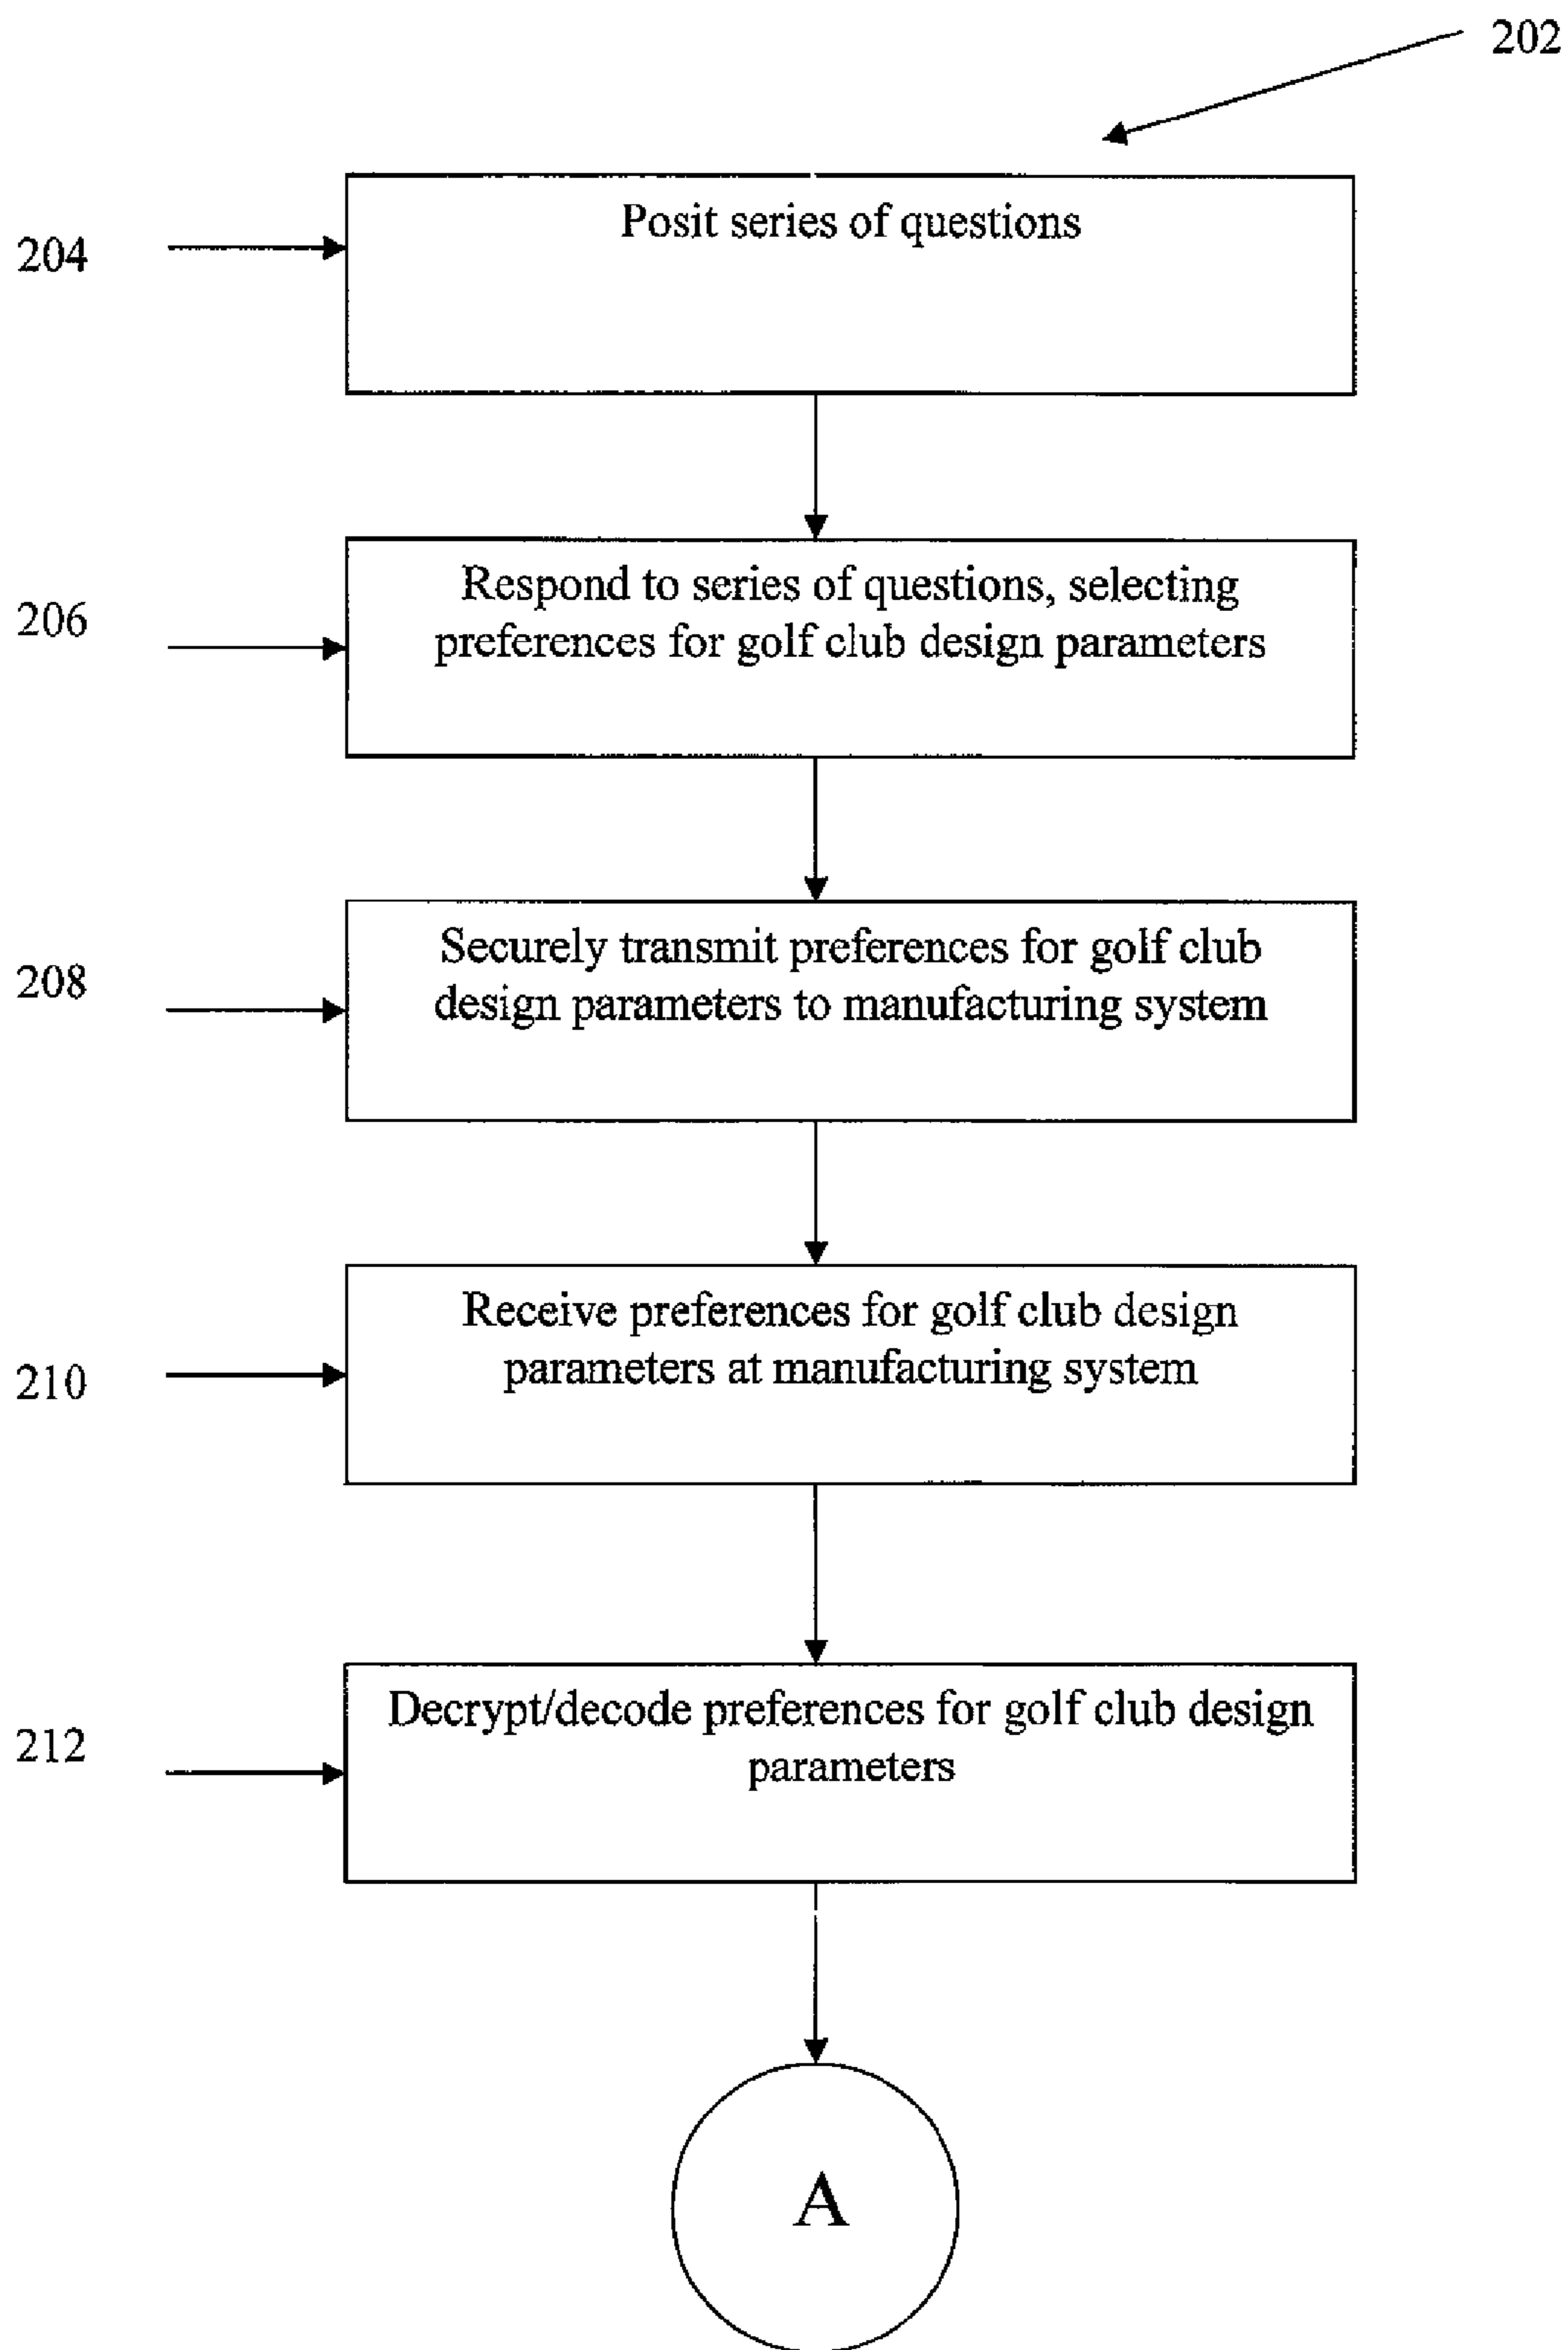 202
204
Posit series of questions
206
Respond to series of questions, selecting
preferences for golf club design parameters
208
Securely transmit preferences for golf club
design parameters to manufacturing system
210
Receive preferences for golf club design
parameters at manufacturing system
212
Decrypt/decode preferences for golf club design
parameters
A